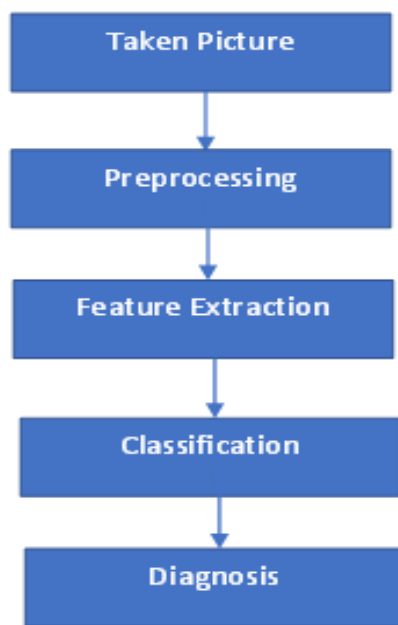 Taken Picture
Preprocessing
Feature Extraction
Classification
Diagnosis